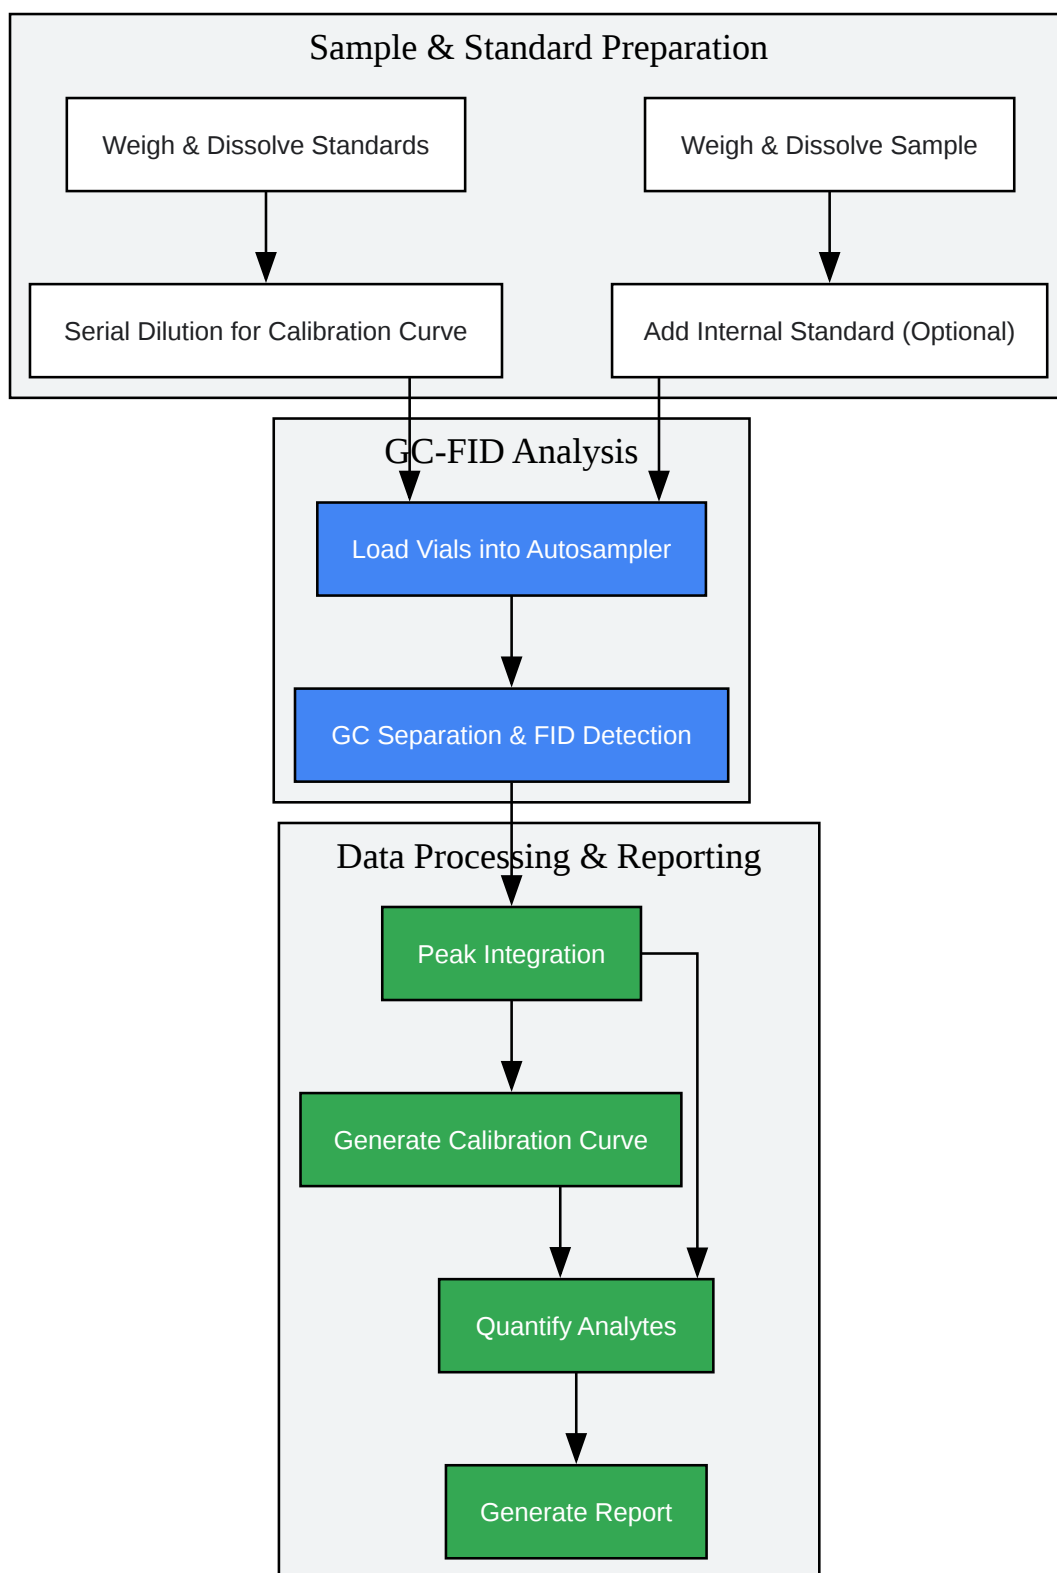 Sample & Standard Preparation
Weigh & Dissolve Standards
Weigh & Dissolve Sample
Serial Dilution for Calibration Curve
Add Internal Standard (Optional)
GC-FID Analysis
Load Vials into Autosampler
GC Separation & FID Detection
Data Processing & Reporting
Peak Integration
Generate Calibration Curve
Quantify Analytes
Generate Report